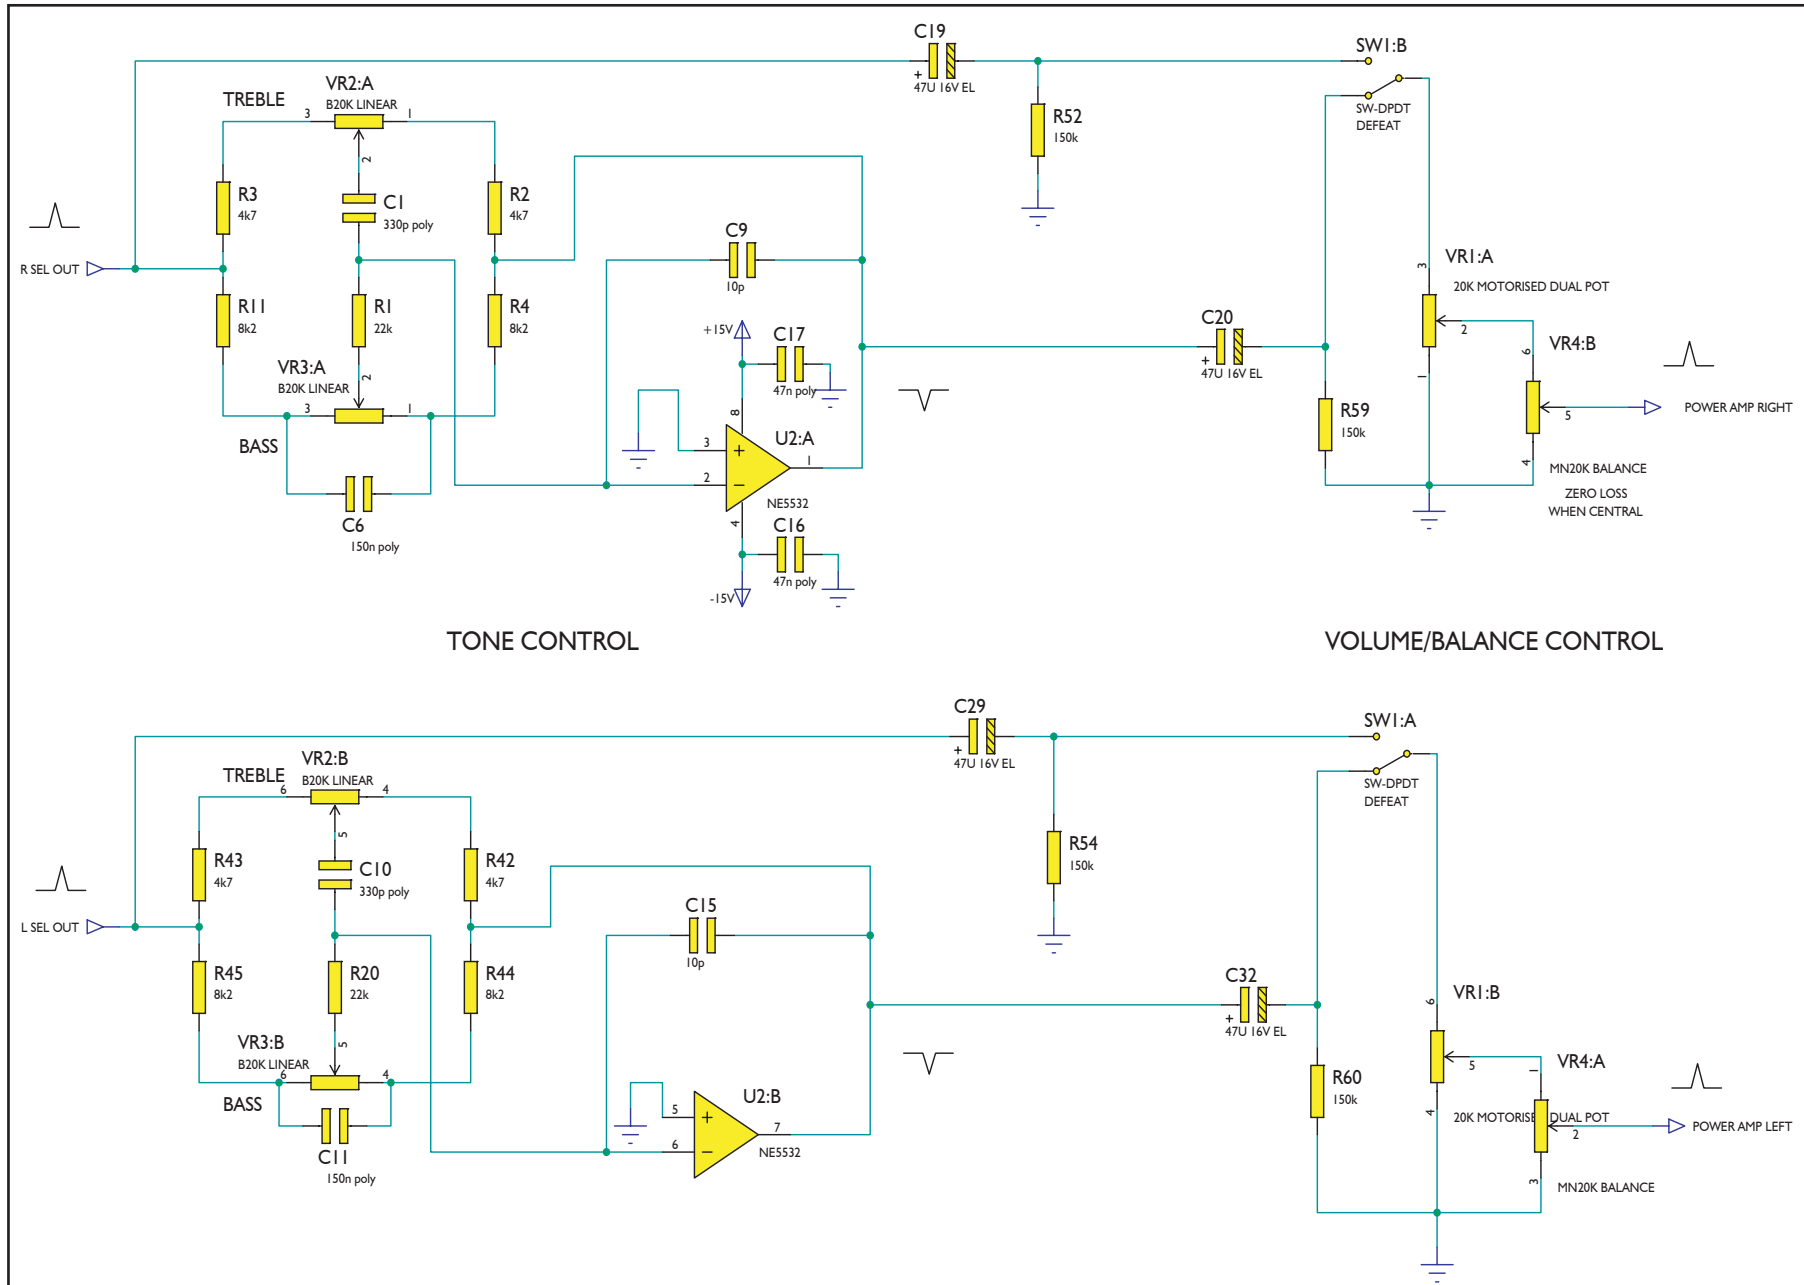 C19
+
47U 16V EL
SW1:B
SW-DPDT
DEFEAT
VR2:A
B20K LINEAR
TREBLE
3
1
2
R52
150k
R3
4k7
C1
330p poly
R2
4k7
C9
10p
R SEL OUT
R11
8k2
R1
22k
R4
8k2
VR3:A
B20K LINEAR
2
3
1
BASS
C6
150n poly
+15V
C17
47n poly
8
U2:A
3
+
2
−
1
NE5532
4
C16
47n poly
-15V
C20
+
47U 16V EL
R59
150k
3
VR1:A
20K MOTORISED DUAL POT
2
1
6
VR4:B
5
4
POWER AMP RIGHT
MN20K BALANCE
ZERO LOSS
WHEN CENTRAL
TONE CONTROL
VOLUME/BALANCE CONTROL
C29
+
47U 16V EL
SW1:A
SW-DPDT
DEFEAT
VR2:B
B20K LINEAR
TREBLE
6
4
5
R54
150k
R43
4k7
C10
330p poly
R42
4k7
C15
10p
L SEL OUT
R45
8k2
R20
22k
R44
8k2
VR3:B
B20K LINEAR
5
6
4
BASS
C11
150n poly
U2:B
5
+
6
−
7
NE5532
C32
+
47U 16V EL
R60
150k
6
VR1:B
5
4
20K MOTORISED DUAL POT
1
VR4:A
2
3
POWER AMP LEFT
MN20K BALANCE